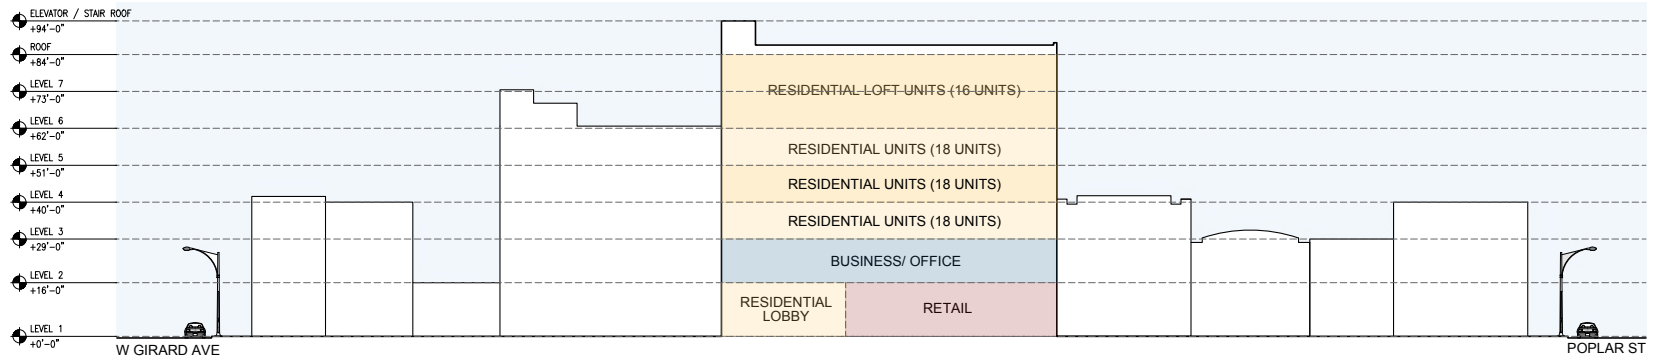 ELEVATOR / STAIR ROOF
+94'-0"
ROOF
+84'-0"
LEVEL 7
+73'-0"
LEVEL 6
+62'-0"
LEVEL 5
+51'-0"
LEVEL 4
+40'-0"
LEVEL 3
+29'-0"
LEVEL 2
+16'-0"
LEVEL 1
+0'-0"
RESIDENTIAL LOFT UNITS (16 UNITS)
RESIDENTIAL UNITS (18 UNITS)
RESIDENTIAL UNITS (18 UNITS)
RESIDENTIAL UNITS (18 UNITS)
BUSINESS/ OFFICE
RESIDENTIAL
LOBBY
RETAIL
W GIRARD AVE
POPLAR ST